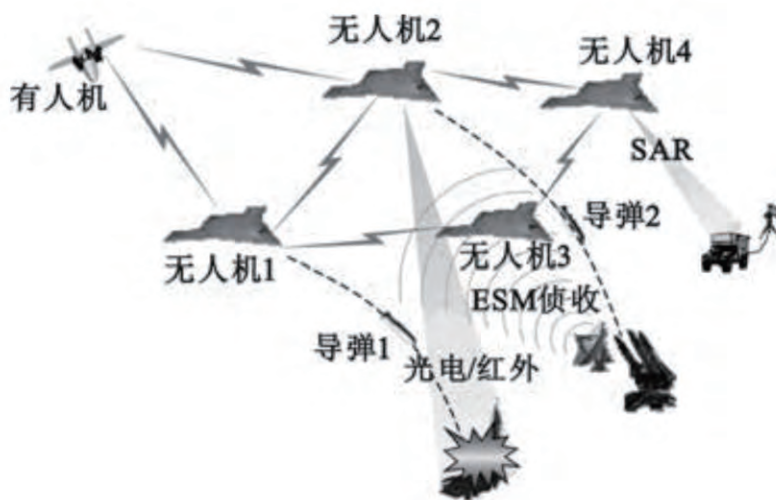 无人机2
无人机4
有人机
SAR
导弹2
无人机1
无人机3
ESM侦收
导弹1
光电/红外